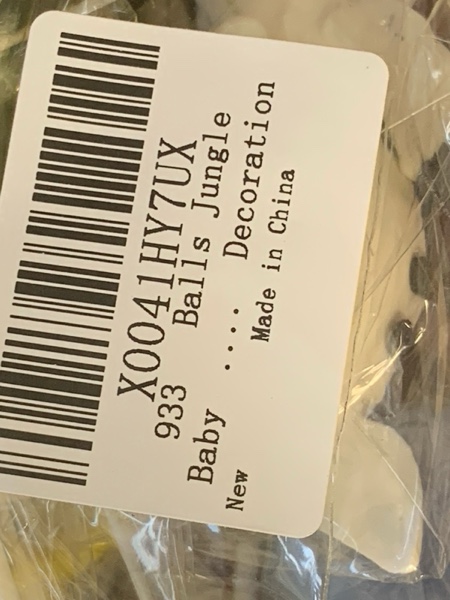 X0041HY7UX
933 Balls Jungle
Baby .... Decoration
New Made in China